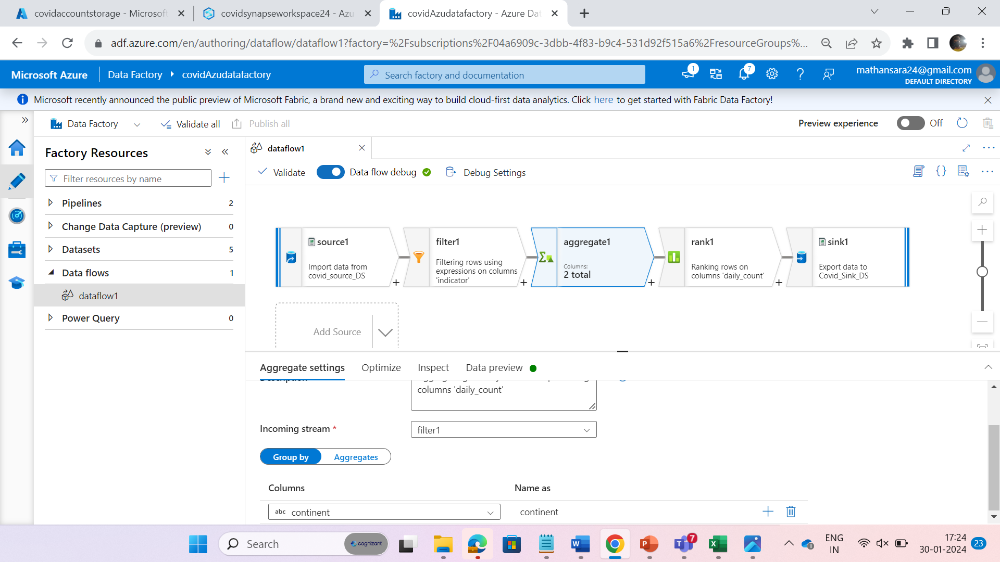 covidaccountstorage - Microsoft
covidsynapseworkspace24 - Azu
covidAzudatafactory - Azure Dat
adf.azure.com/en/authoring/dataflow/dataflow1?factory=%2Fsubscriptions%2F04a6909c-3dbb-4f83-b9c4-531d92f515a6%2FresourceGroups%...
Microsoft Azure
Data Factory
covidAzudatafactory
Search factory and documentation
1
7
mathansara24@gmail.com
DEFAULT DIRECTORY
Microsoft recently announced the public preview of Microsoft Fabric, a brand new and exciting way to build cloud-first data analytics. Click here to get started with Fabric Data Factory!
Data Factory
Validate all
Publish all
Preview experience
Off
Factory Resources
Filter resources by name
Pipelines 2
Change Data Capture (preview) 0
Datasets 5
Data flows 1
dataflow1
Power Query 0
dataflow1
Validate
Data flow debug
Debug Settings
source1
Import data from
covid_source_DS
filter1
Filtering rows using
expressions on columns
'indicator'
aggregate1
Columns:
2 total
rank1
Ranking rows on
columns 'daily_count'
sink1
Export data to
Covid_Sink_DS
Add Source
Aggregate settings
Optimize
Inspect
Data preview
columns 'daily_count'
Incoming stream *
filter1
Group by
Aggregates
Columns
Name as
abc continent
continent
Search
cognizant
7
ENG
IN
17:24
30-01-2024
23